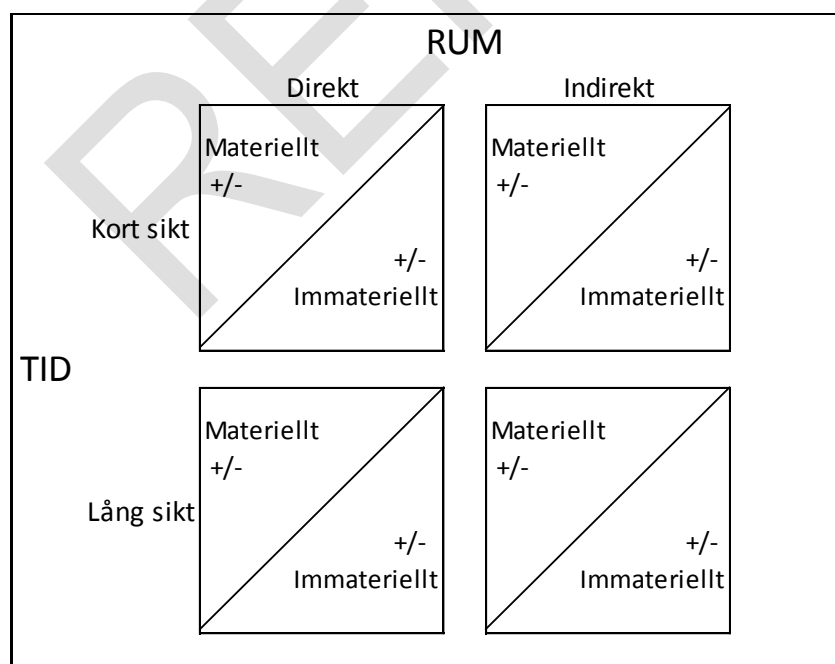 RUM
Direkt Indirekt
Materiellt Materiellt
+/- +/-
Kort sikt
+/- +/-
Immateriellt Immateriellt
TID
Materiellt Materiellt
+/- +/-
Lång sikt
+/- +/-
Immateriellt Immateriellt